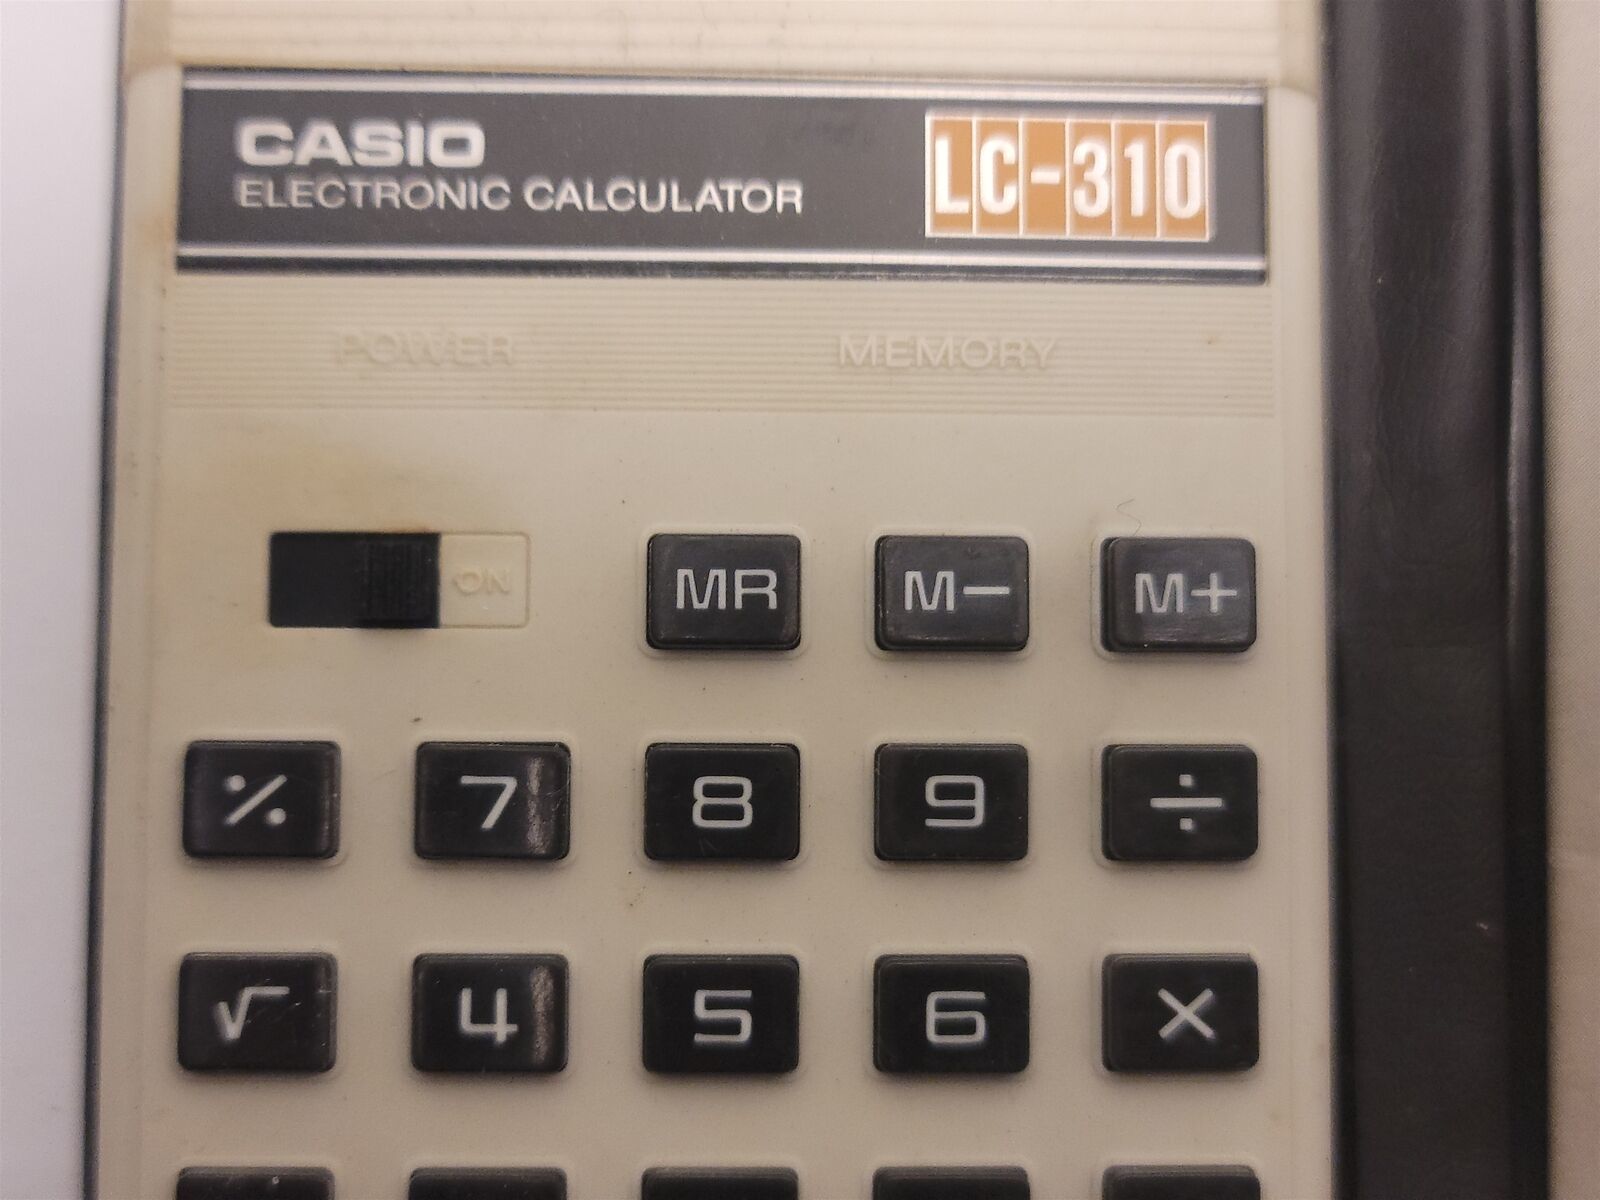 CASIO
ELECTRONIC CALCULATOR
LC-310
POWER MEMORY
ON MR M− M+
% 7 8 9 ÷
√ 4 5 6 ×